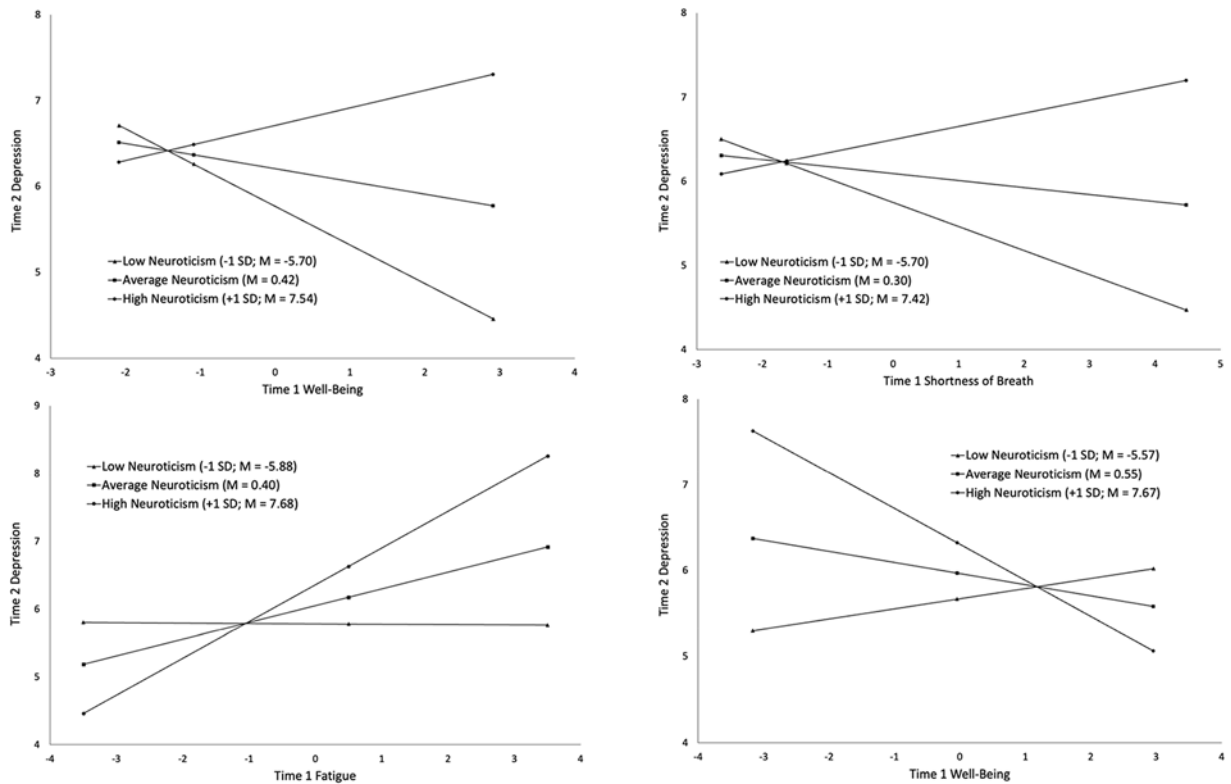 8
7
6
5
4
Time 2 Depression
Low Neuroticism (-1 SD; M = -5.70)
Average Neuroticism (M = 0.42)
High Neuroticism (+1 SD; M = 7.54)
-3 -2 -1 0 1 2 3 4
Time 1 Well-Being
8
7
6
5
4
Time 2 Depression
Low Neuroticism (-1 SD; M = -5.70)
Average Neuroticism (M = 0.30)
High Neuroticism (+1 SD; M = 7.42)
-3 -2 -1 0 1 2 3 4 5
Time 1 Shortness of Breath
9
8
7
6
5
4
Time 2 Depression
Low Neuroticism (-1 SD; M = -5.88)
Average Neuroticism (M = 0.40)
High Neuroticism (+1 SD; M = 7.68)
-4 -3 -2 -1 0 1 2 3 4
Time 1 Fatigue
8
7
6
5
4
Time 2 Depression
Low Neuroticism (-1 SD; M = -5.57)
Average Neuroticism (M = 0.55)
High Neuroticism (+1 SD; M = 7.67)
-4 -3 -2 -1 0 1 2 3 4
Time 1 Well-Being